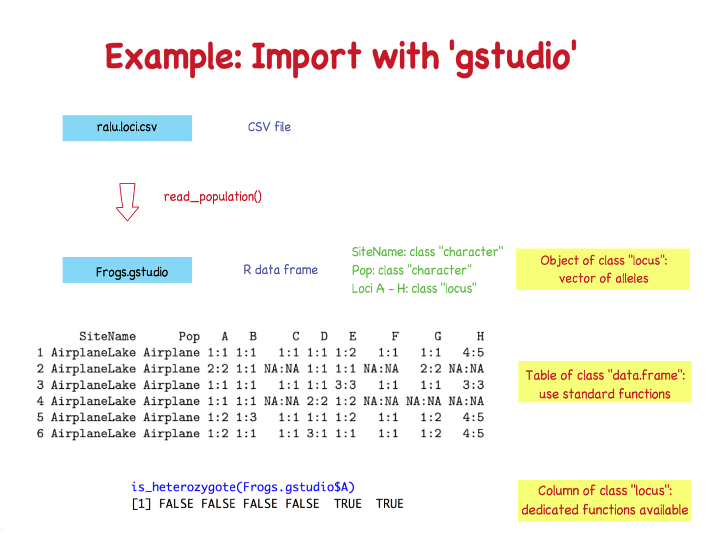 Example: Import with 'gstudio'
ralu.loci.csv
CSV file
read_population()
Frogs.gstudio
R data frame
SiteName: class "character"
Pop: class "character"
Loci A - H: class "locus"
Object of class "locus":
vector of alleles
SiteName Pop A B C D E F G H
1 AirplaneLake Airplane 1:1 1:1 1:1 1:1 1:2 1:1 1:1 4:5
2 AirplaneLake Airplane 2:2 1:1 NA:NA 1:1 1:1 NA:NA 2:2 NA:NA
3 AirplaneLake Airplane 1:1 1:1 1:1 1:1 3:3 1:1 1:1 3:3
4 AirplaneLake Airplane 1:1 1:1 NA:NA 2:2 1:2 NA:NA NA:NA NA:NA
5 AirplaneLake Airplane 1:2 1:3 1:1 1:1 1:2 1:1 1:2 4:5
6 AirplaneLake Airplane 1:2 1:1 1:1 3:1 1:1 1:1 1:2 4:5
Table of class "data.frame":
use standard functions
is_heterozygote(Frogs.gstudio$A)
[1] FALSE FALSE FALSE FALSE TRUE TRUE
Column of class "locus":
dedicated functions available